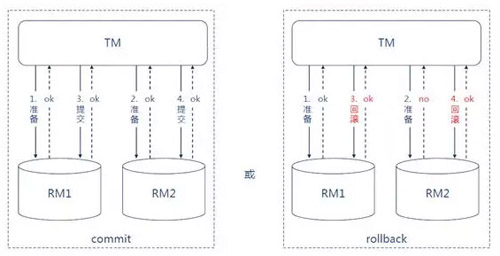 TM
1. ok 3. ok 2. ok 4. ok
准备 提交 准备 提交
RM1 RM2
commit
或
TM
1. ok 3. ok 2. no 4. ok
准备 回滚 准备 回滚
RM1 RM2
rollback